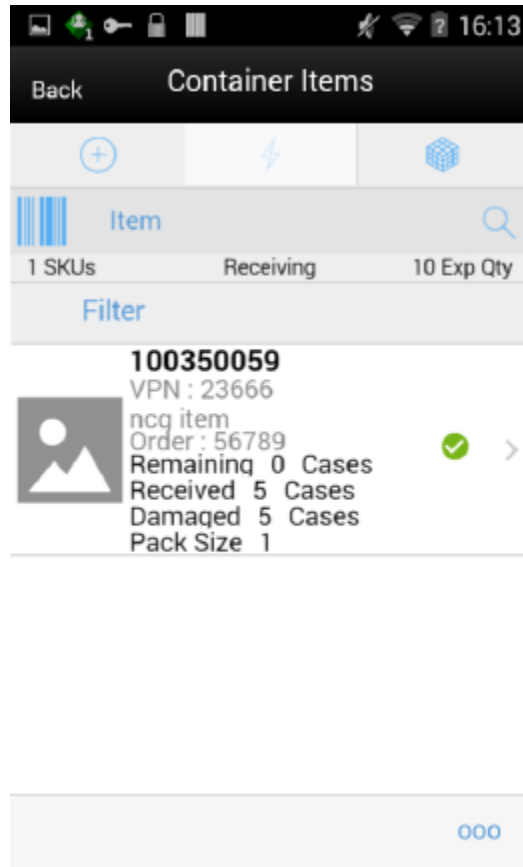 1
16:13
Back
Container Items
Item
1 SKUs Receiving 10 Exp Qty
Filter
100350059
VPN : 23666
ncq item
Order : 56789
Remaining 0 Cases
Received 5 Cases
Damaged 5 Cases
Pack Size 1
ooo